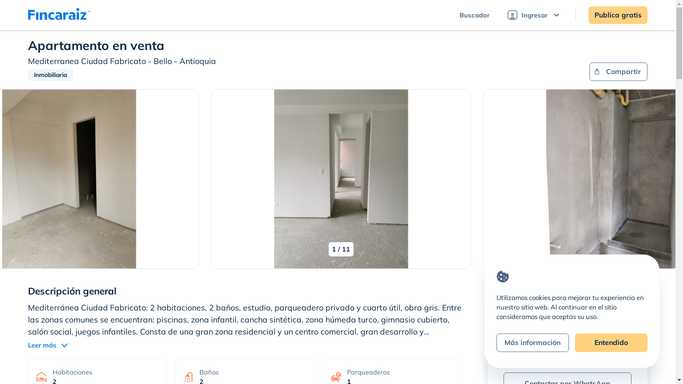 Fincaraiz
Buscador
Ingresar
Publica gratis
Apartamento en venta
Mediterranea Ciudad Fabricato - Bello - Antioquia
Inmobiliaria
Compartir
1 / 11
Descripción general
Mediterránea Ciudad Fabricato: 2 habitaciones, 2 baños, estudio, parqueadero privado y cuarto útil, obra gris. Entre
las zonas comunes se encuentran: piscinas, zona infantil, cancha sintética, zona húmeda turco, gimnasio cubierto,
salón social, juegos infantiles. Consta de una gran zona residencial y un centro comercial, gran desarrollo y...
Leer más
Habitaciones
2
Baños
2
Parqueaderos
1
Utilizamos cookies para mejorar tu experiencia en
nuestro sitio web. Al continuar en el sitio
consideramos que aceptas su uso.
Más información
Entendido
Contactar por WhatsApp